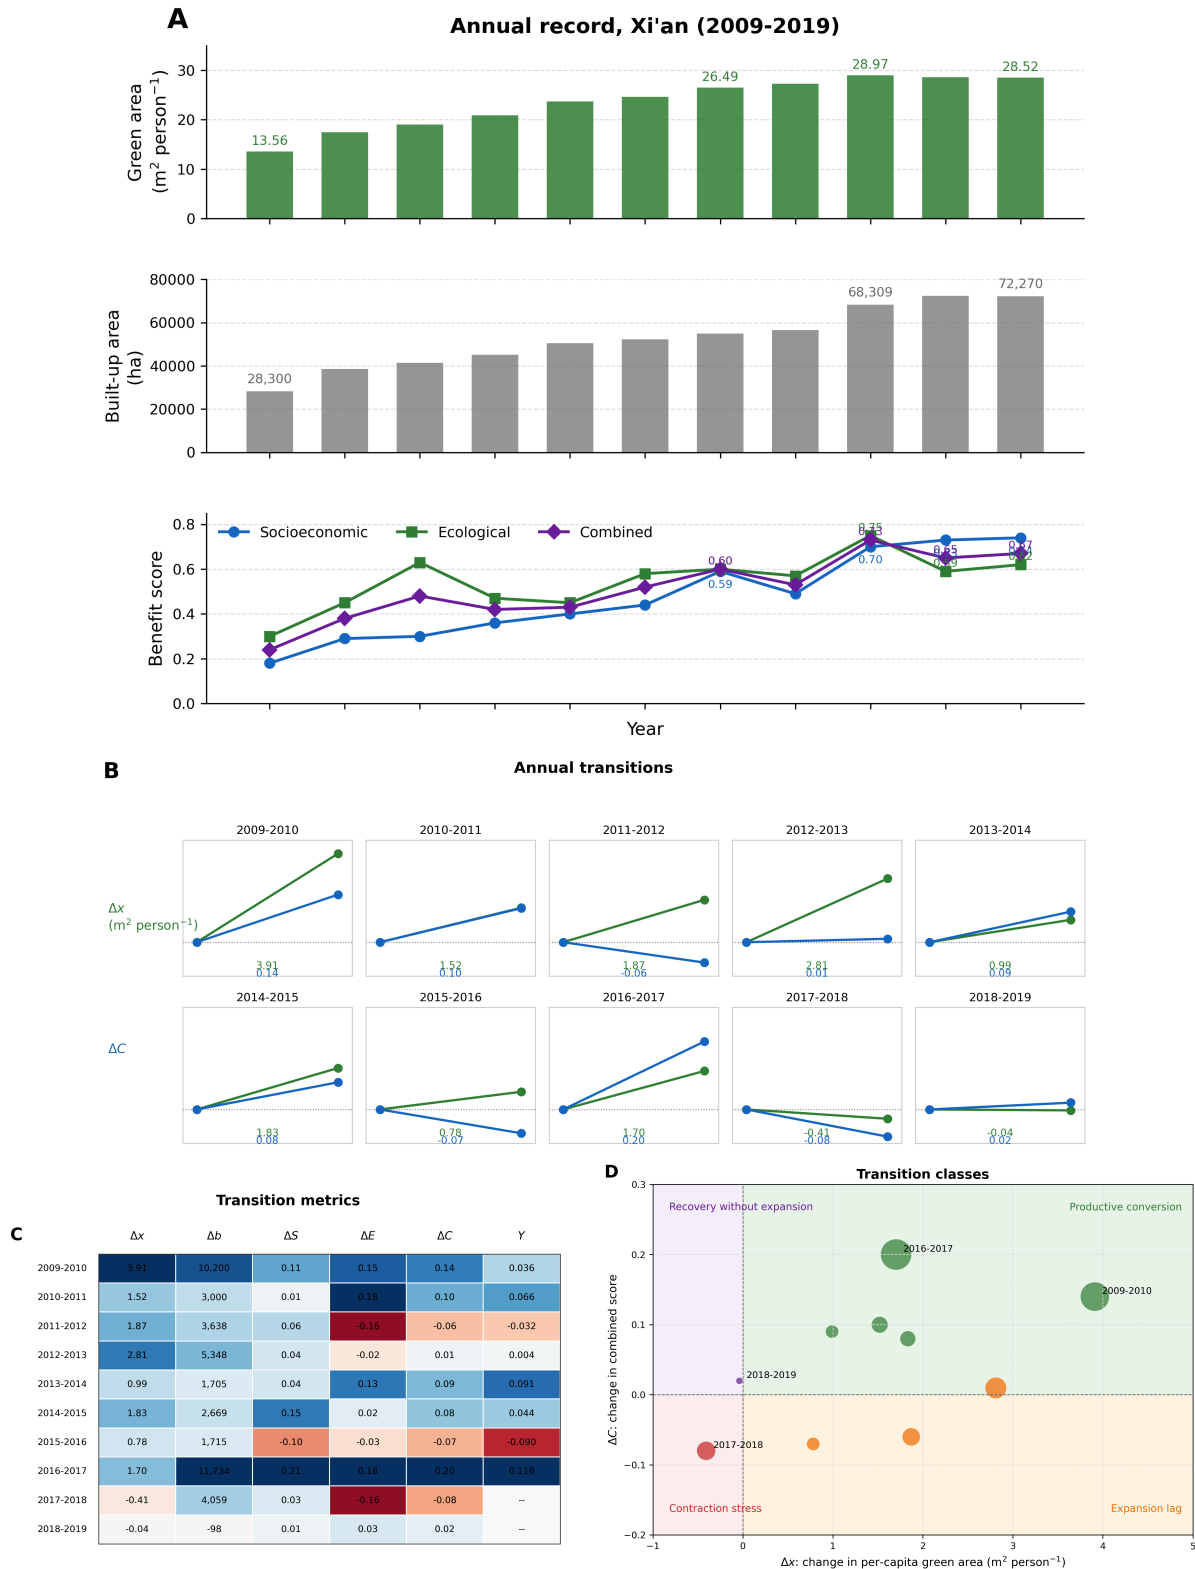 A
Annual record, Xi'an (2009-2019)
Green area
(m² person⁻¹)
30
20
10
0
13.56
26.49
28.97
28.52
Built-up area
(ha)
80000
60000
40000
20000
0
28,300
68,309
72,270
Benefit score
0.8
0.6
0.4
0.2
0.0
Socioeconomic
Ecological
Combined
0.60
0.59
0.75
0.73
0.70
0.65
0.67
Year
B
Annual transitions
2009-2010
2010-2011
2011-2012
2012-2013
2013-2014
Δx
(m² person⁻¹)
3.91
0.14
1.52
0.10
1.87
-0.06
2.81
0.01
0.99
0.09
2014-2015
2015-2016
2016-2017
2017-2018
2018-2019
ΔC
1.83
0.08
0.78
-0.07
1.70
0.20
-0.41
-0.08
-0.04
0.02
Transition metrics
C
Δx Δb ΔS ΔE ΔC Y
2009-2010 3.91 10,200 0.11 0.15 0.14 0.036
2010-2011 1.52 3,000 0.01 0.18 0.10 0.066
2011-2012 1.87 3,638 0.06 -0.16 -0.06 -0.032
2012-2013 2.81 5,348 0.04 -0.02 0.01 0.004
2013-2014 0.99 1,705 0.04 0.13 0.09 0.091
2014-2015 1.83 2,669 0.15 0.02 0.08 0.044
2015-2016 0.78 1,715 -0.10 -0.03 -0.07 -0.090
2016-2017 1.70 11,734 0.21 0.18 0.20 0.118
2017-2018 -0.41 4,059 0.03 -0.16 -0.08 --
2018-2019 -0.04 -98 0.01 0.03 0.02 --
D
Transition classes
ΔC: change in combined score
0.3
0.2
0.1
0.0
−0.1
−0.2
Recovery without expansion
Productive conversion
2016-2017
2009-2010
2018-2019
2017-2018
Contraction stress
Expansion lag
−1
0
1
2
3
4
5
Δx: change in per-capita green area (m² person⁻¹)